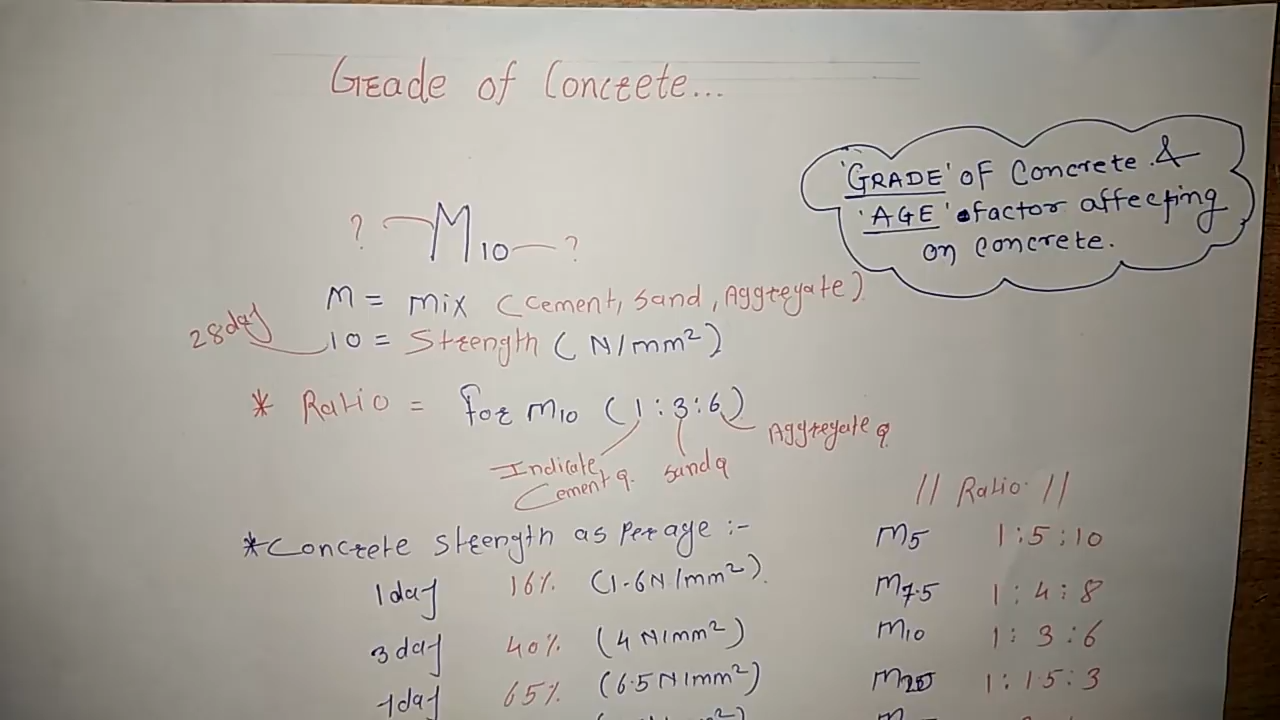 Grade of Concrete...
'GRADE' OF Concrete &
'AGE' factor affecting
on concrete.
? M10 ?
M = mix (Cement, Sand, Aggregate)
28day
10 = Strength (N/mm²)
* Ratio = for M10 (1:3:6)
Indicate Cement q. Sand q Aggregate q
* Concrete strength as per age :-
1day 16% (1.6N/mm²).
3day 40% (4N/mm²)
7day 65% (6.5N/mm²)
// Ratio //
M5 1:5:10
M7.5 1:4:8
M10 1:3:6
M20 1:1.5:3